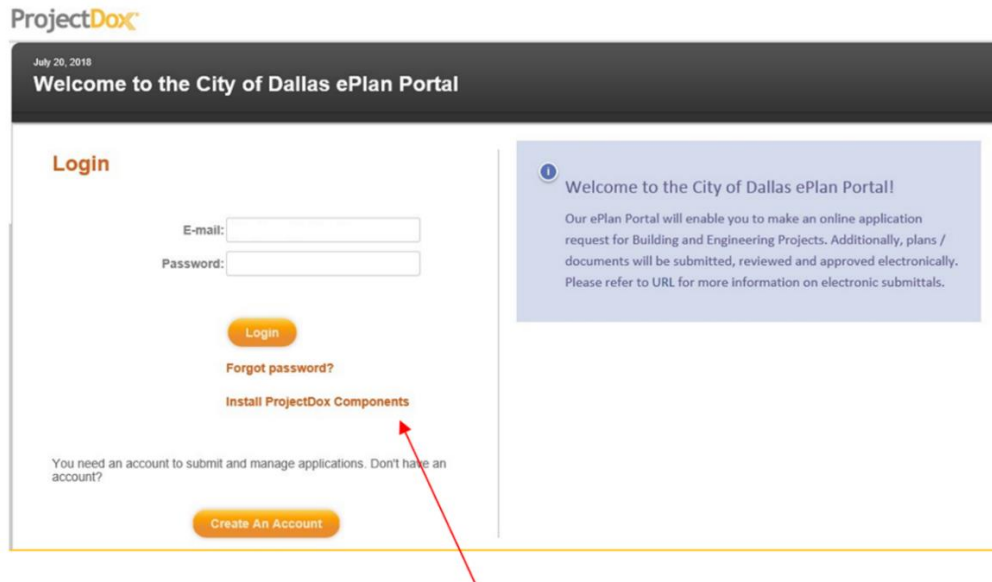 ProjectDox
July 20, 2018
Welcome to the City of Dallas ePlan Portal
Login
E-mail:
Password:
Login
Forgot password?
Install ProjectDox Components
You need an account to submit and manage applications. Don't have an
account?
Create An Account
i
Welcome to the City of Dallas ePlan Portal!
Our ePlan Portal will enable you to make an online application
request for Building and Engineering Projects. Additionally, plans /
documents will be submitted, reviewed and approved electronically.
Please refer to URL for more information on electronic submittals.